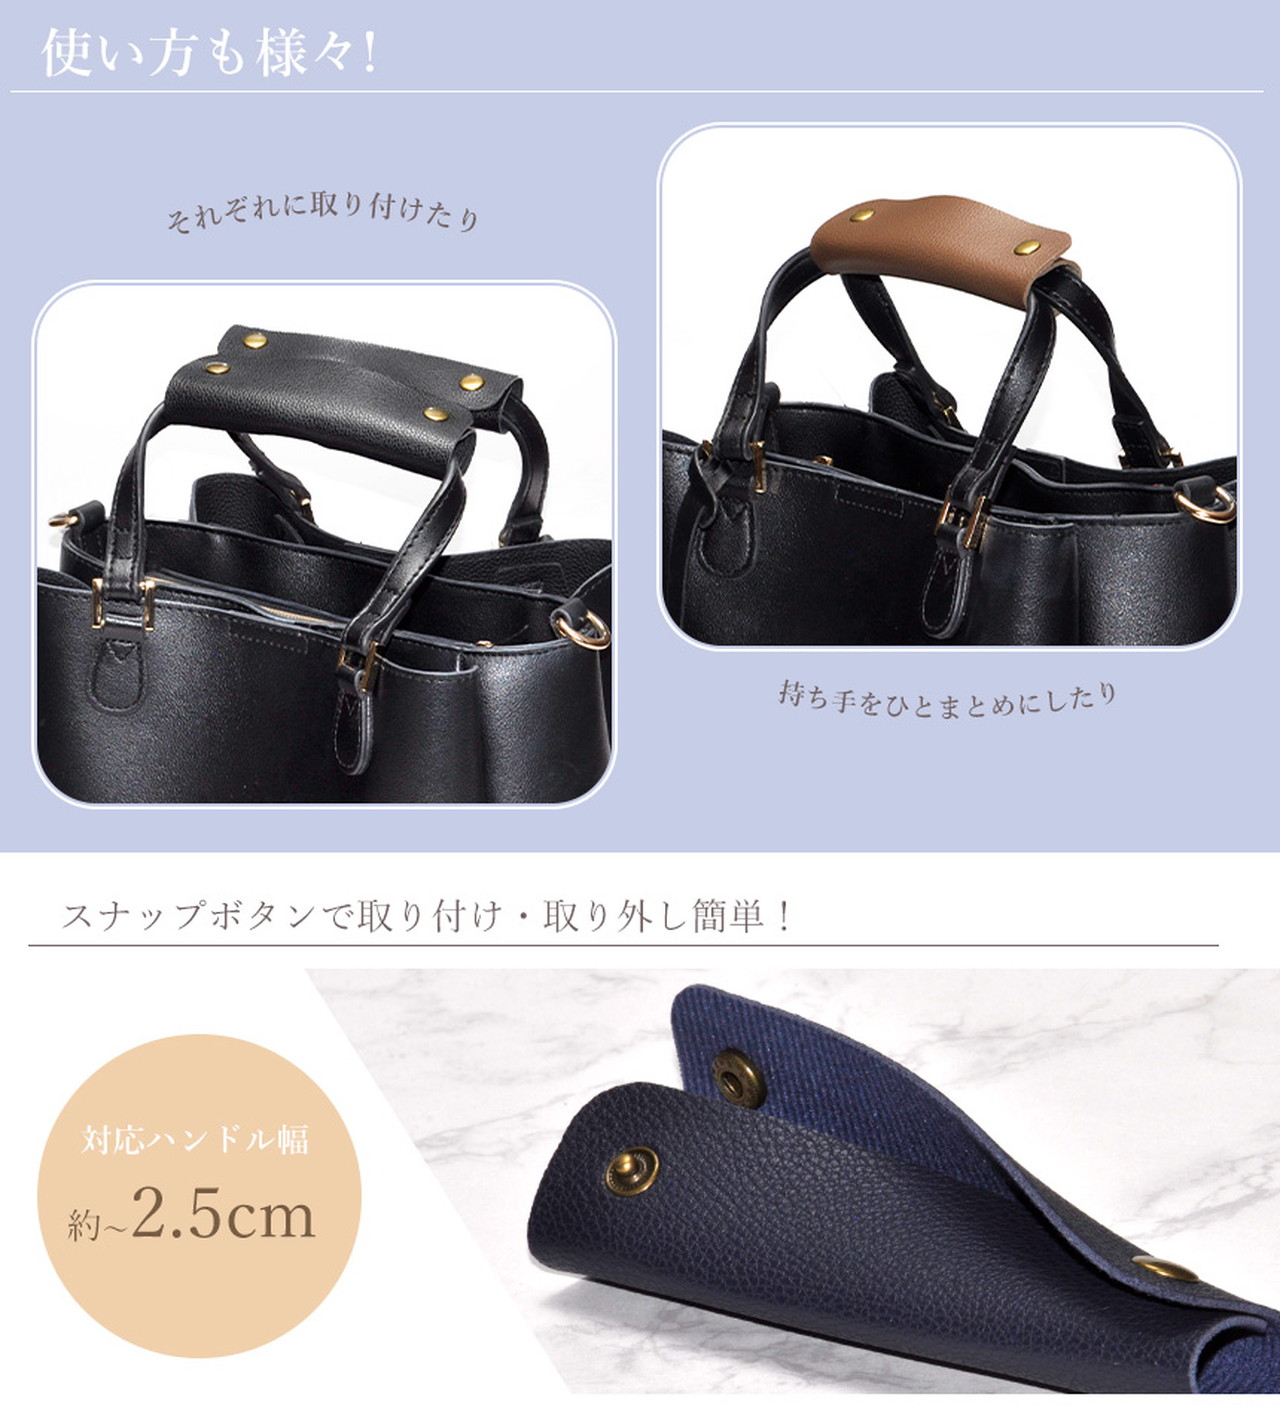 使い方も様々!
それぞれに取り付けたり
持ち手をひとまとめにしたり
スナップボタンで取り付け・取り外し簡単！
対応ハンドル幅
約~2.5cm